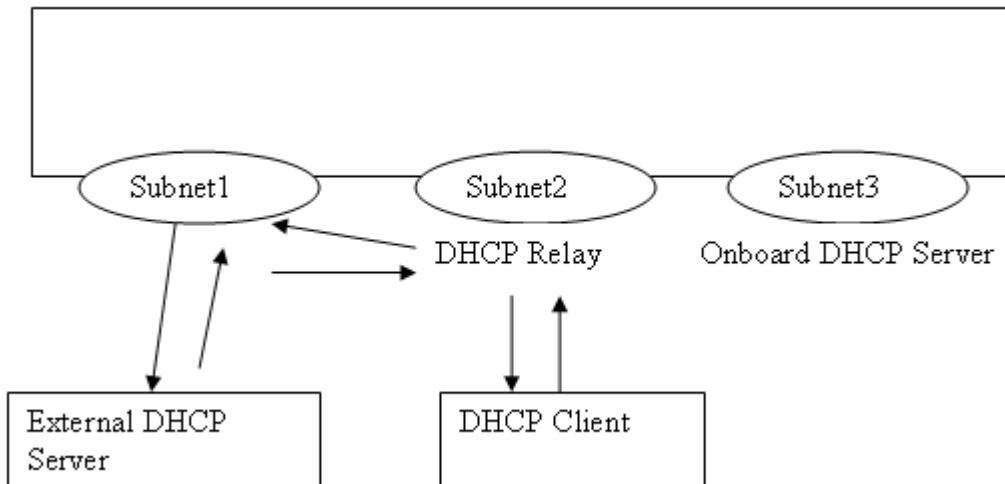 Subnet1
Subnet2
Subnet3
DHCP Relay
Onboard DHCP Server
External DHCP
Server
DHCP Client